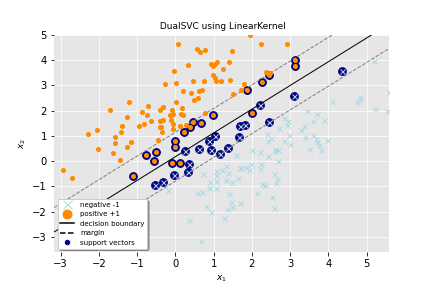 DualSVC using LinearKernel
x₂
5
4
3
2
1
0
−1
−2
−3
negative -1
positive +1
decision boundary
margin
support vectors
−3 −2 −1 0 1 2 3 4 5
x₁